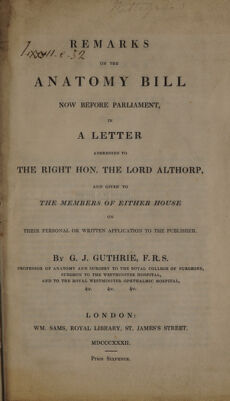 REMARKS
ON THE
ANATOMY BILL
NOW BEFORE PARLIAMENT,
IN
A LETTER
ADDRESSED TO
THE RIGHT HON. THE LORD ALTHORP,
AND GIVEN TO
THE MEMBERS OF EITHER HOUSE
ON
THEIR PERSONAL OR WRITTEN APPLICATION TO THE PUBLISHER.
BY G. J. GUTHRIE, F.R.S.
PROFESSOR OF ANATOMY AND SURGERY TO THE ROYAL COLLEGE OF SURGEONS,
SURGEON TO THE WESTMINSTER HOSPITAL,
AND TO THE ROYAL WESTMINSTER OPHTHALMIC HOSPITAL,
&c. &c. &c.
LONDON:
WM. SAMS, ROYAL LIBRARY, ST. JAMES'S STREET.
MDCCCXXXII.
PRICE SIXPENCE.